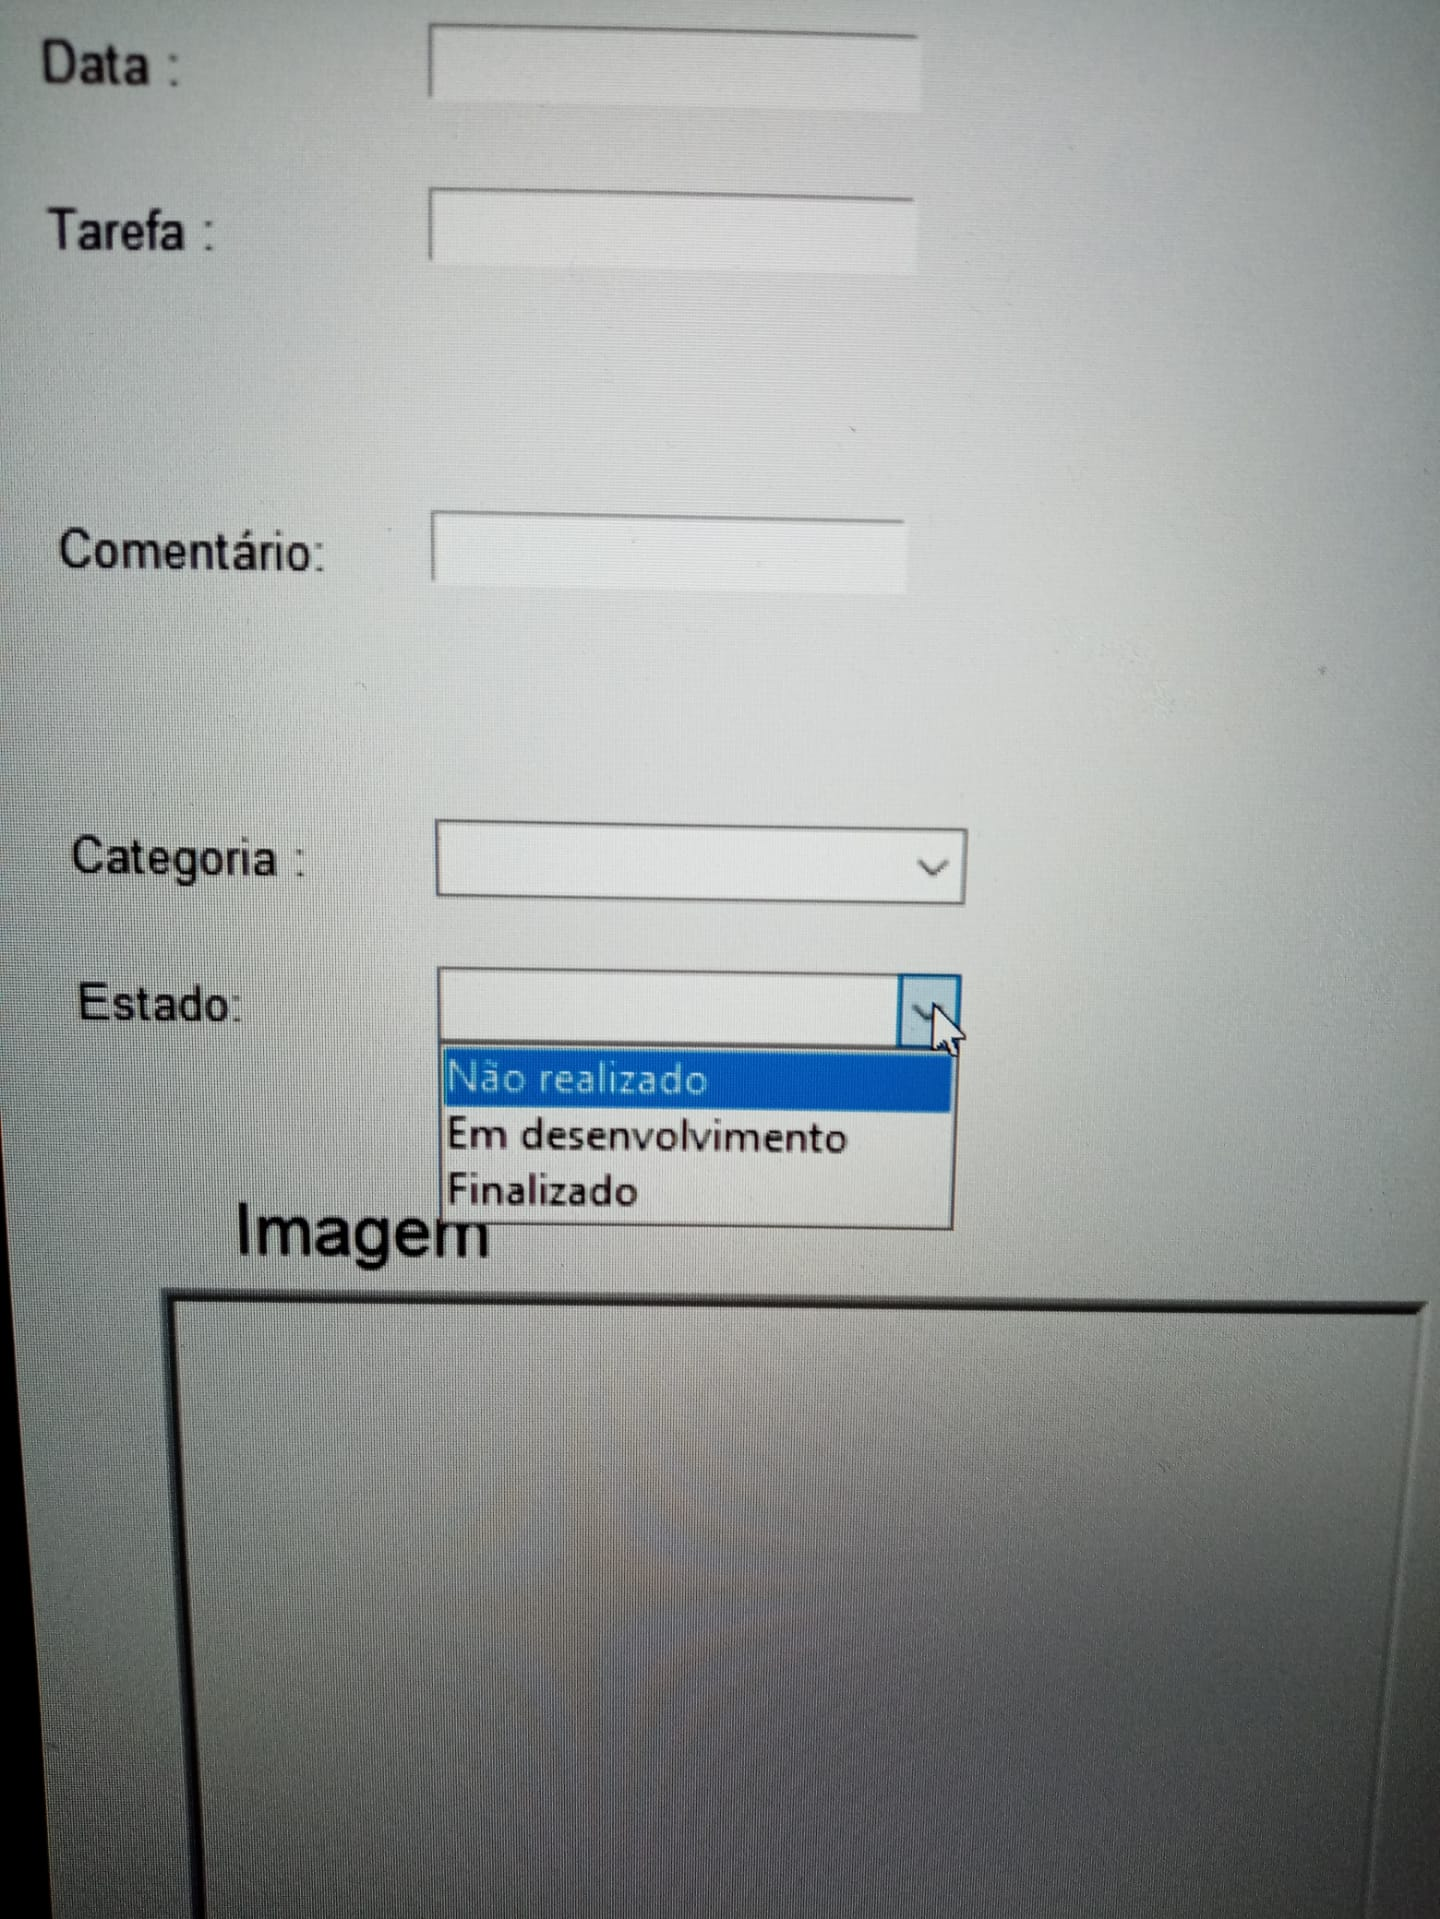 Data :
Tarefa :
Comentário:
Categoria :
Estado:
Não realizado
Em desenvolvimento
Finalizado
Imagem